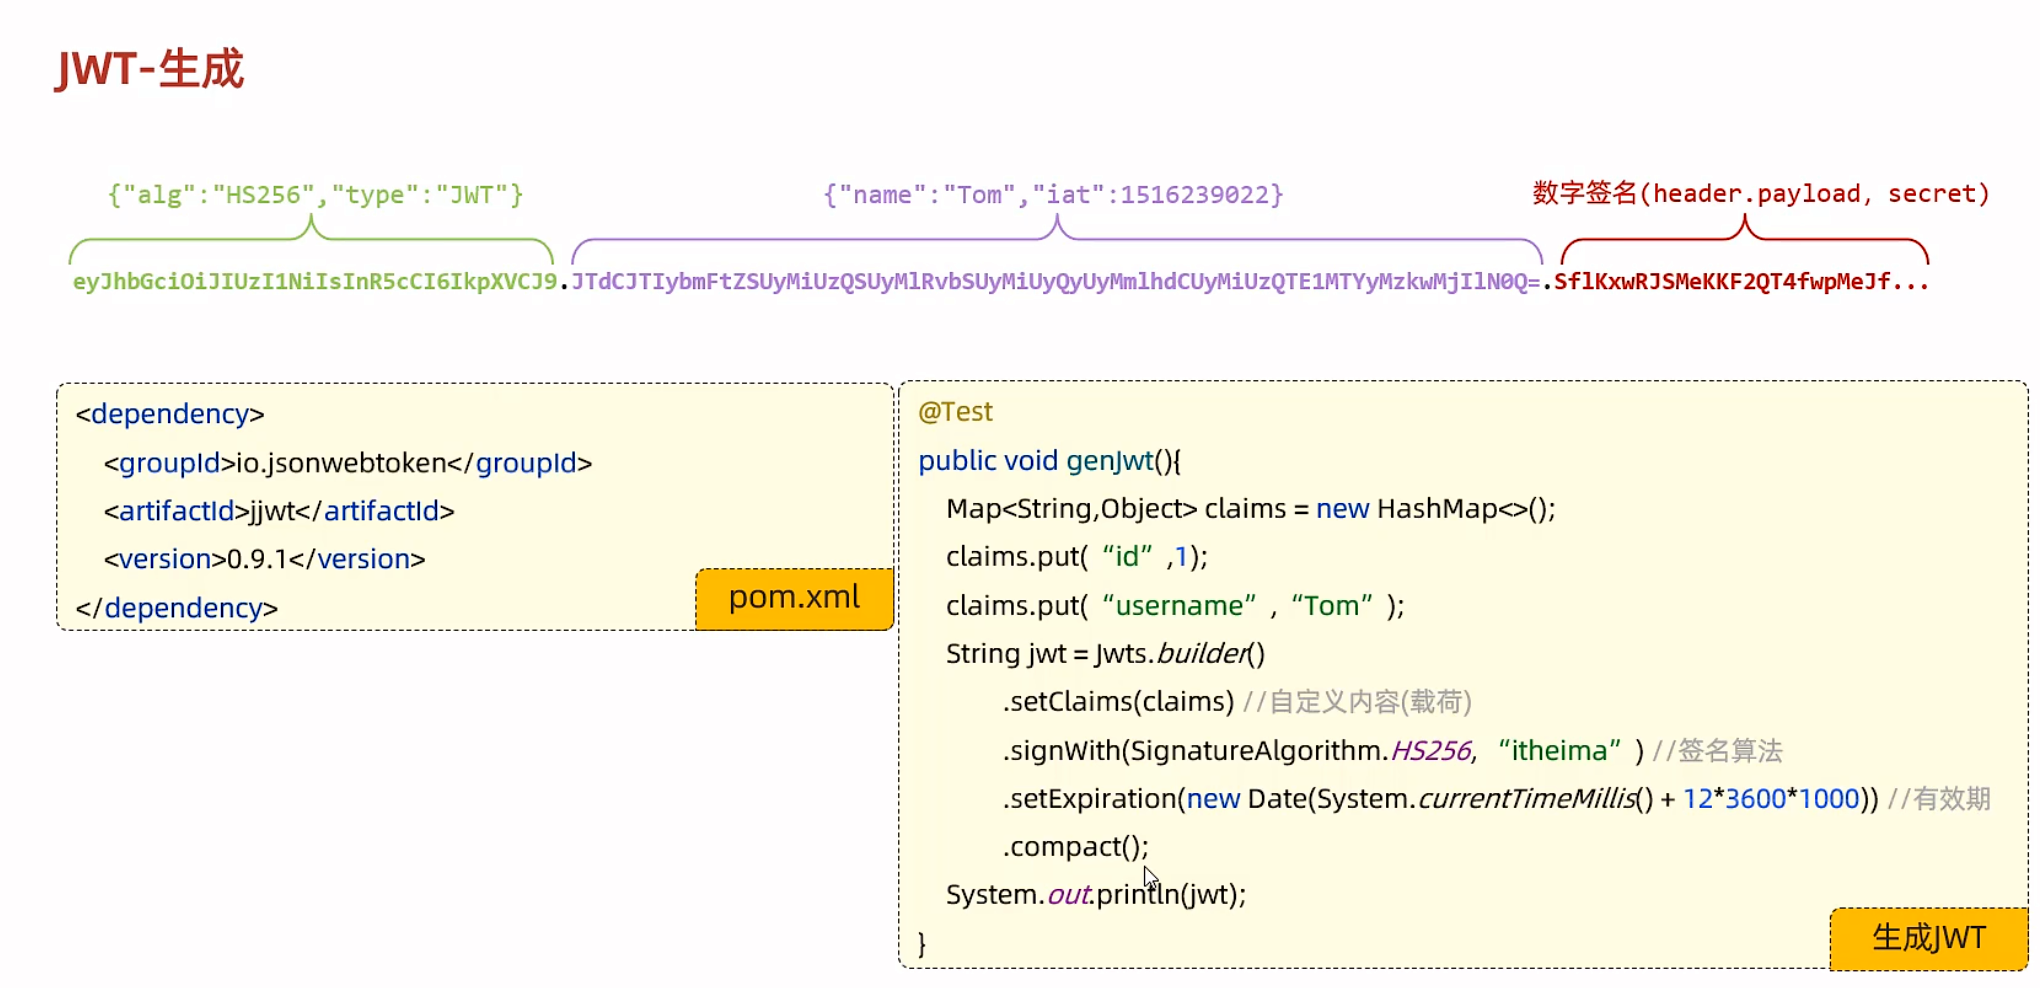 JWT-生成
{"alg":"HS256","type":"JWT"}
{"name":"Tom","iat":1516239022}
数字签名(header.payload, secret)
eyJhbGciOiJIUzI1NiIsInR5cCI6IkpXVCJ9.JTdCJTIybmFtZSUyMiUzQSUyMlRvbSUyMiUyQyUyMmlhdCUyMiUzQTE1MTYyMzkwMjIlN0Q=.SflKxwRJSMeKKF2QT4fwpMeJf...
<dependency>
<groupId>io.jsonwebtoken</groupId>
<artifactId>jjwt</artifactId>
<version>0.9.1</version>
</dependency>
pom.xml
@Test
public void genJwt(){
Map<String,Object> claims = new HashMap<>();
claims.put( “id” ,1);
claims.put( “username” , “Tom” );
String jwt = Jwts.builder()
.setClaims(claims) //自定义内容(载荷)
.signWith(SignatureAlgorithm.HS256, “itheima” ) //签名算法
.setExpiration(new Date(System.currentTimeMillis() + 12*3600*1000)) //有效期
.compact();
System.out.println(jwt);
}
生成JWT